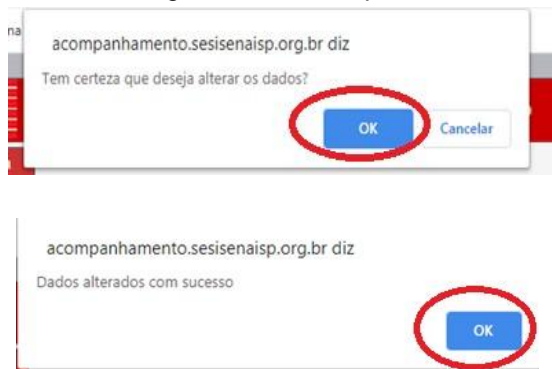 na
acompanhamento.sesisenaisp.org.br diz
Tem certeza que deseja alterar os dados?
OK Cancelar
acompanhamento.sesisenaisp.org.br diz
Dados alterados com sucesso
OK